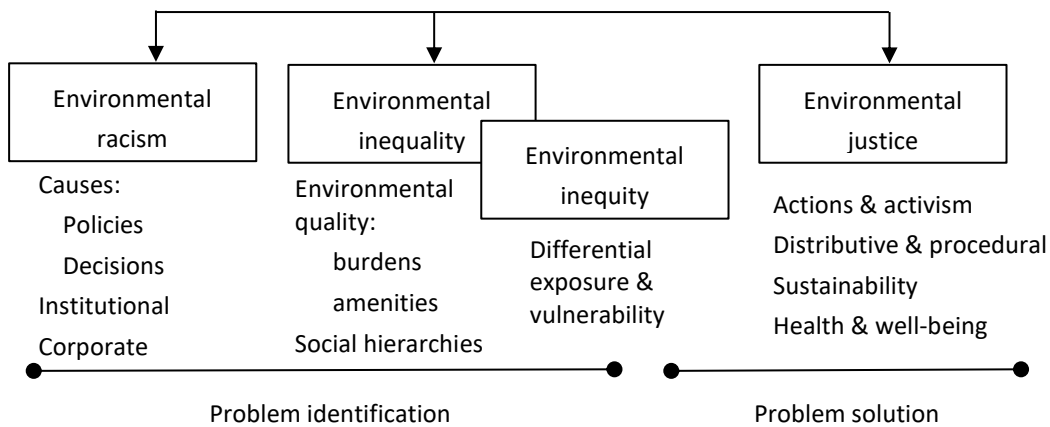 Environmental
racism
Causes:
Policies
Decisions
Institutional
Corporate
Environmental
inequality
Environmental
quality:
burdens
amenities
Social hierarchies
Environmental
inequity
Differential
exposure &
vulnerability
Environmental
justice
Actions & activism
Distributive & procedural
Sustainability
Health & well-being
Problem identification
Problem solution